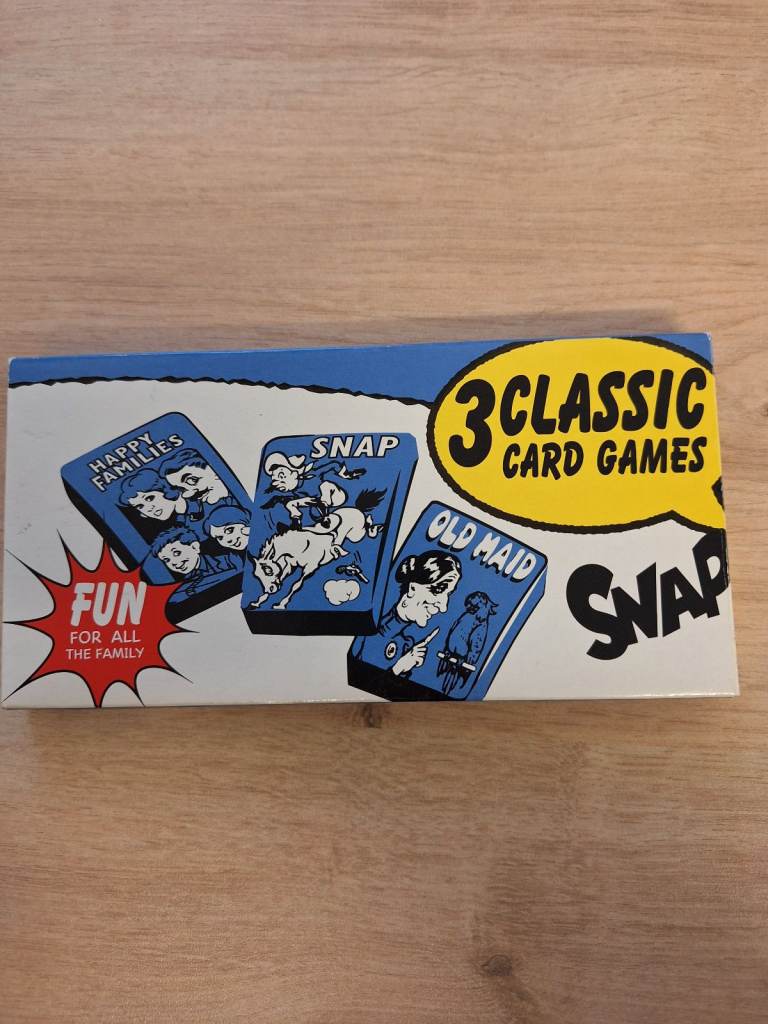 3 CLASSIC
CARD GAMES
HAPPY
FAMILIES
SNAP
OLD MAID
SNAP
FUN
FOR ALL
THE FAMILY